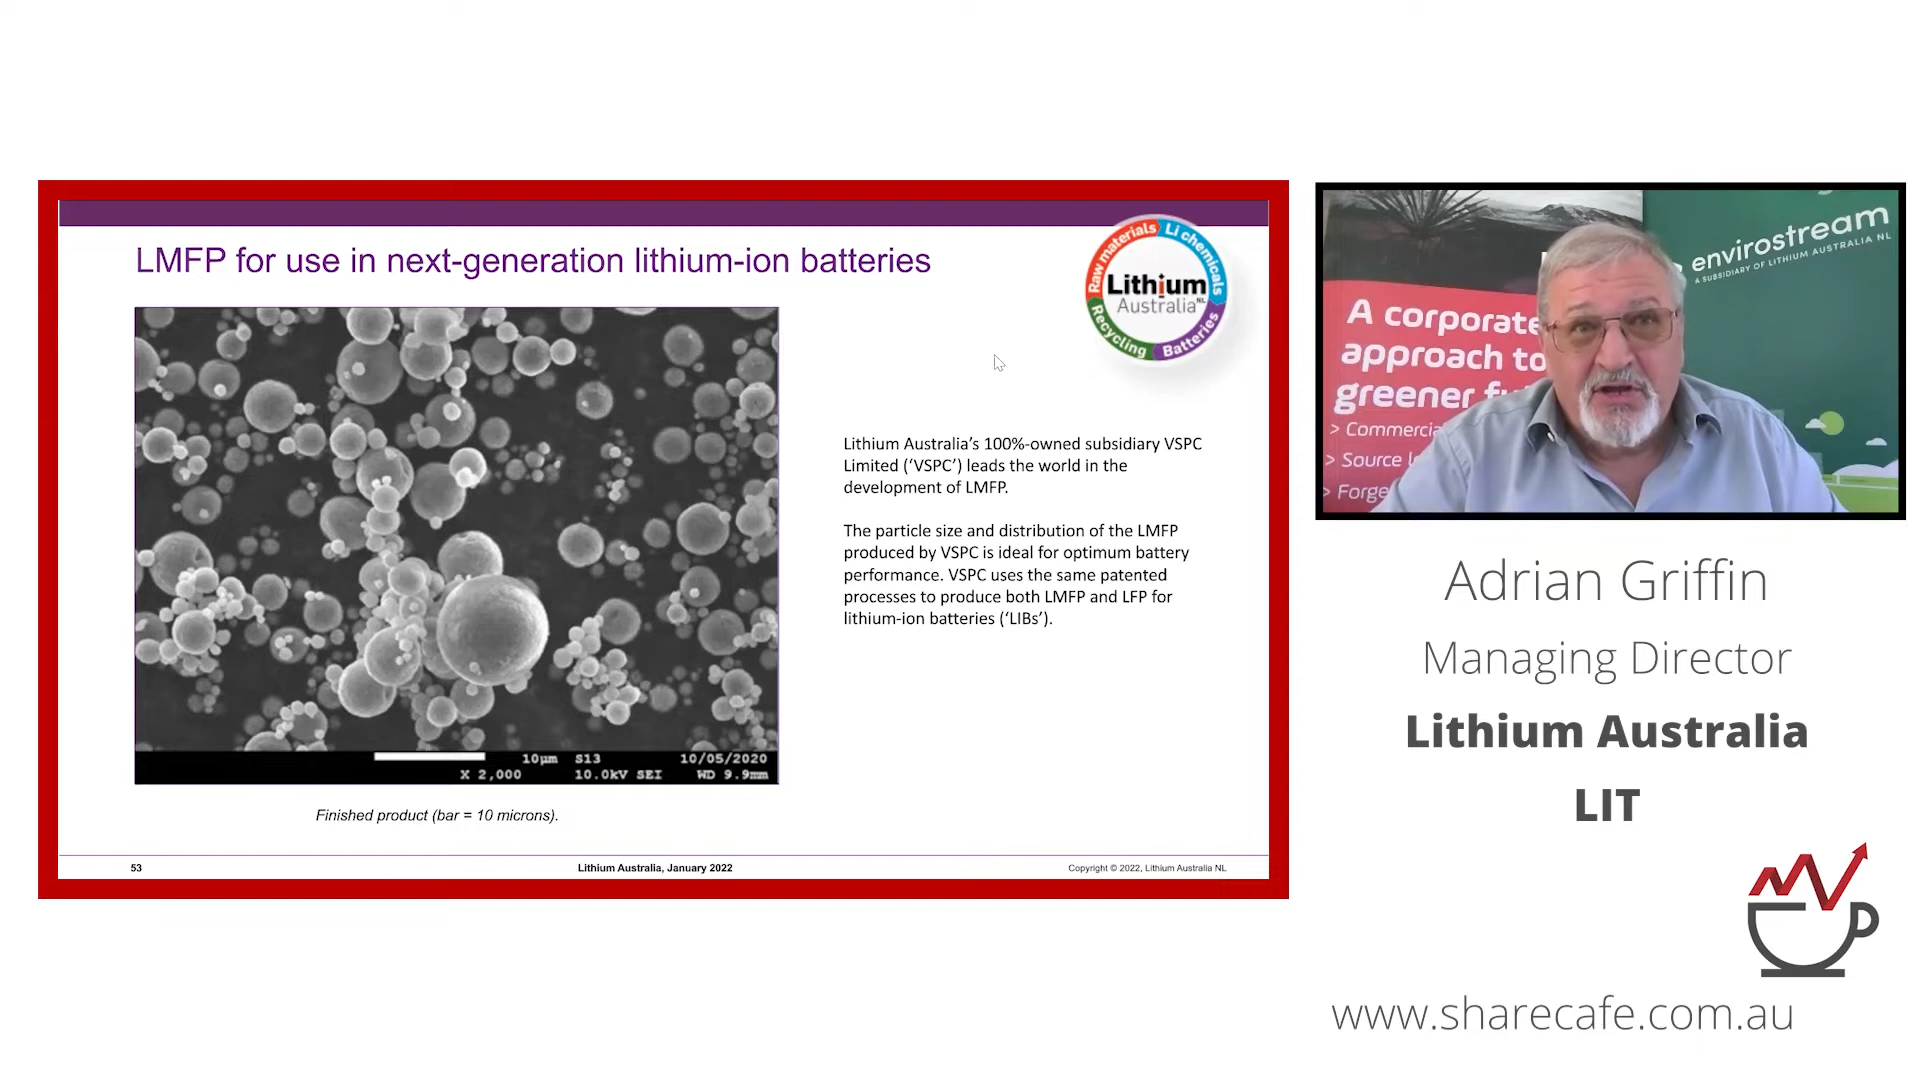 LMFP for use in next-generation lithium-ion batteries
Raw materials
Li chemicals
Lithium
Australia NL
Recycling
Batteries
Lithium Australia’s 100%-owned subsidiary VSPC
Limited (‘VSPC’) leads the world in the
development of LMFP.
The particle size and distribution of the LMFP
produced by VSPC is ideal for optimum battery
performance. VSPC uses the same patented
processes to produce both LMFP and LFP for
lithium-ion batteries (‘LIBs’).
10µm S13 10/05/2020
X 2,000 10.0kV SEI WD 9.9mm
Finished product (bar = 10 microns).
53
Lithium Australia, January 2022
Copyright © 2022, Lithium Australia NL
envirostream
A SUBSIDIARY OF LITHIUM AUSTRALIA NL
A corporate
approach to
greener
> Commercia
> Source
> Forge
Adrian Griffin
Managing Director
Lithium Australia
LIT
www.sharecafe.com.au